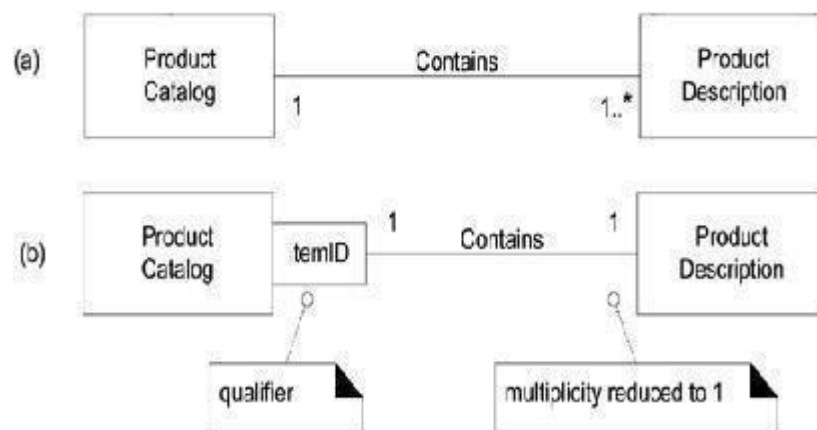 (a)
Product
Catalog
Contains
Product
Description
1
1..*
(b)
Product
Catalog
temID
1
Contains
1
Product
Description
qualifier
multiplicity reduced to 1